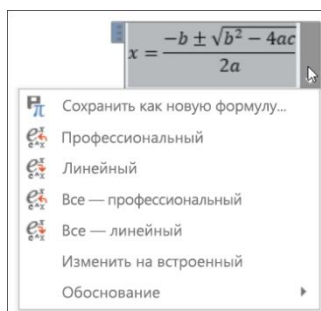 x = (-b ± √(b² − 4ac)) / 2a
Сохранить как новую формулу...
Профессиональный
Линейный
Все — профессиональный
Все — линейный
Изменить на встроенный
Обоснование